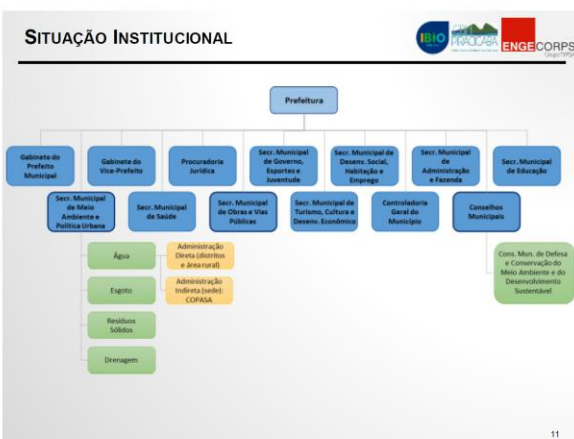 SITUAÇÃO INSTITUCIONAL
IBIO
PIRACICABA
ENGECORPS
Prefeitura
Gabinete do
Prefeito
Municipal
Gabinete do
Vice-Prefeito
Procuradoria
Jurídica
Secr. Municipal
de Governo,
Esportes e
Juventude
Secr. Municipal de
Desenv. Social,
Habitação e
Emprego
Secr. Municipal
de
Administração
e Fazenda
Secr. Municipal
de Educação
Secr. Municipal
de Meio
Ambiente e
Política Urbana
Secr. Municipal
de Saúde
Secr. Municipal
de Obras e Vias
Públicas
Secr. Municipal de
Turismo, Cultura e
Desenv. Econômico
Controladoria
Geral do
Município
Conselhos
Municipais
Água
Administração
Direta (distritos
e área rural)
Cons. Mun. de Defesa
e Conservação do
Meio Ambiente e do
Desenvolvimento
Sustentável
Esgoto
Administração
Indireta (sede):
COPASA
Resíduos
Sólidos
Drenagem
11